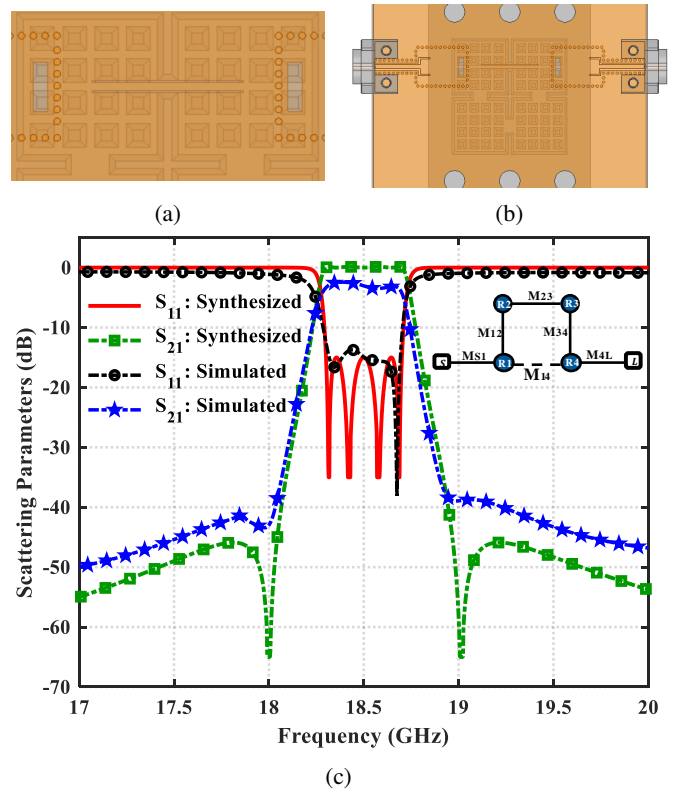 (a)
(b)
0
-10
-20
-30
-40
-50
-60
-70
Scattering Parameters (dB)
S11: Synthesized
S21: Synthesized
S11: Simulated
S21: Simulated
R2 M23 R3
M12 M34
S MS1 R1 R4 M4L L
M14
17 17.5 18 18.5 19 19.5 20
Frequency (GHz)
(c)